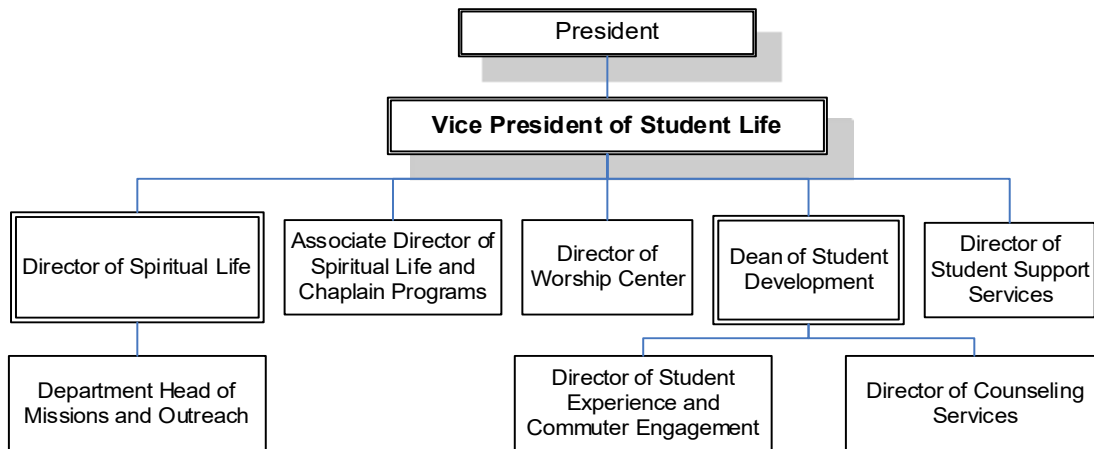 President
Vice President of Student Life
Director of Spiritual Life
Associate Director of
Spiritual Life and
Chaplain Programs
Director of
Worship Center
Dean of Student
Development
Director of
Student Support
Services
Department Head of
Missions and Outreach
Director of Student
Experience and
Commuter Engagement
Director of Counseling
Services